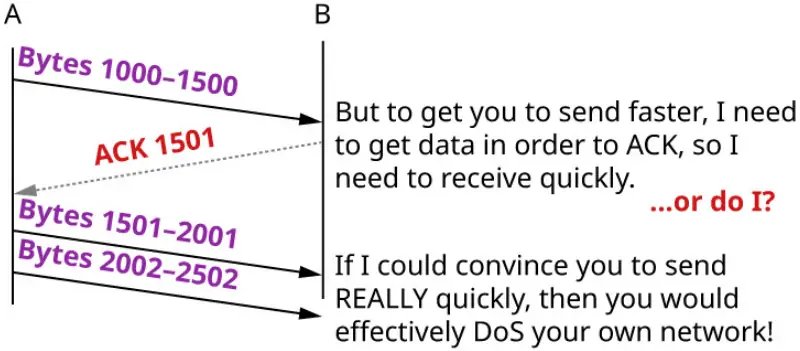 A
B
Bytes 1000–1500
But to get you to send faster, I need
to get data in order to ACK, so I
need to receive quickly.
ACK 1501
...or do I?
Bytes 1501–2001
Bytes 2002–2502
If I could convince you to send
REALLY quickly, then you would
effectively DoS your own network!